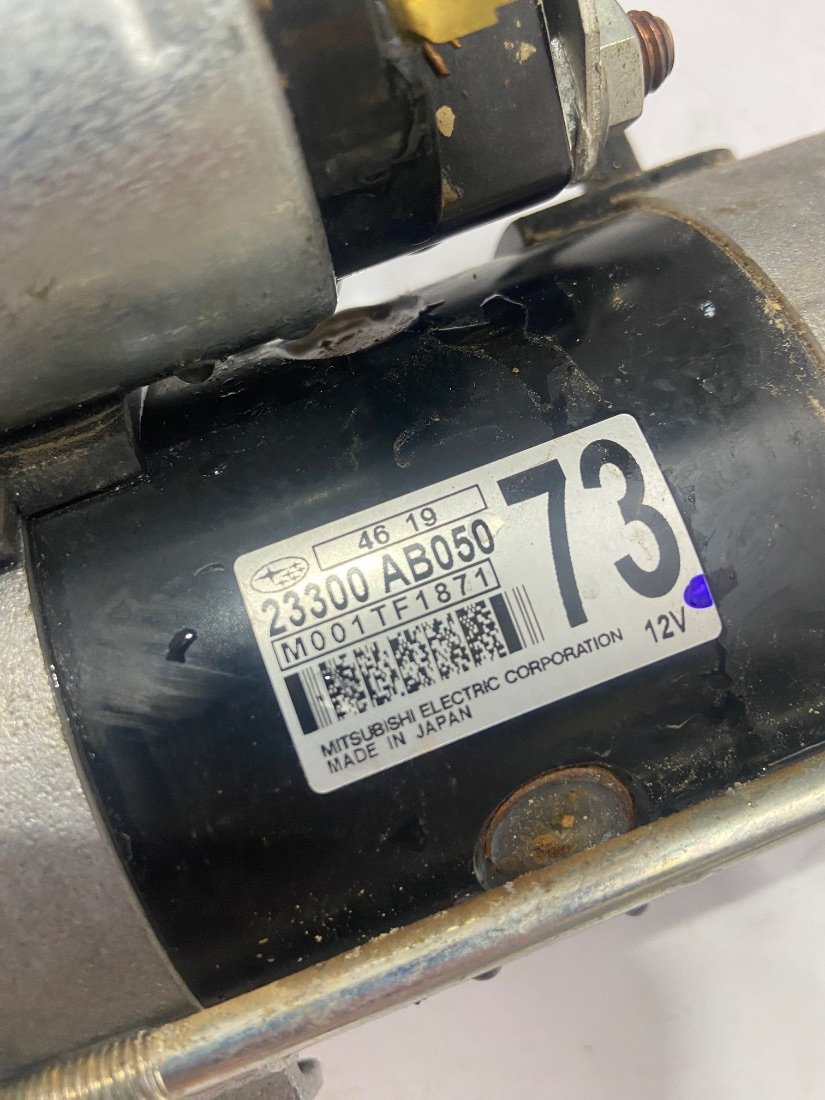 46 19
23300 AB050
M001TF1871
73
12V
MITSUBISHI ELECTRIC CORPORATION
MADE IN JAPAN